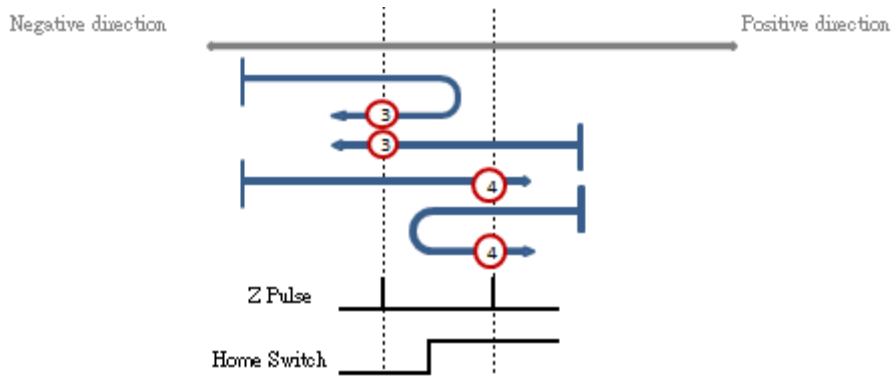 Negative direction
Positive direction
3
3
4
4
Z Pulse
Home Switch